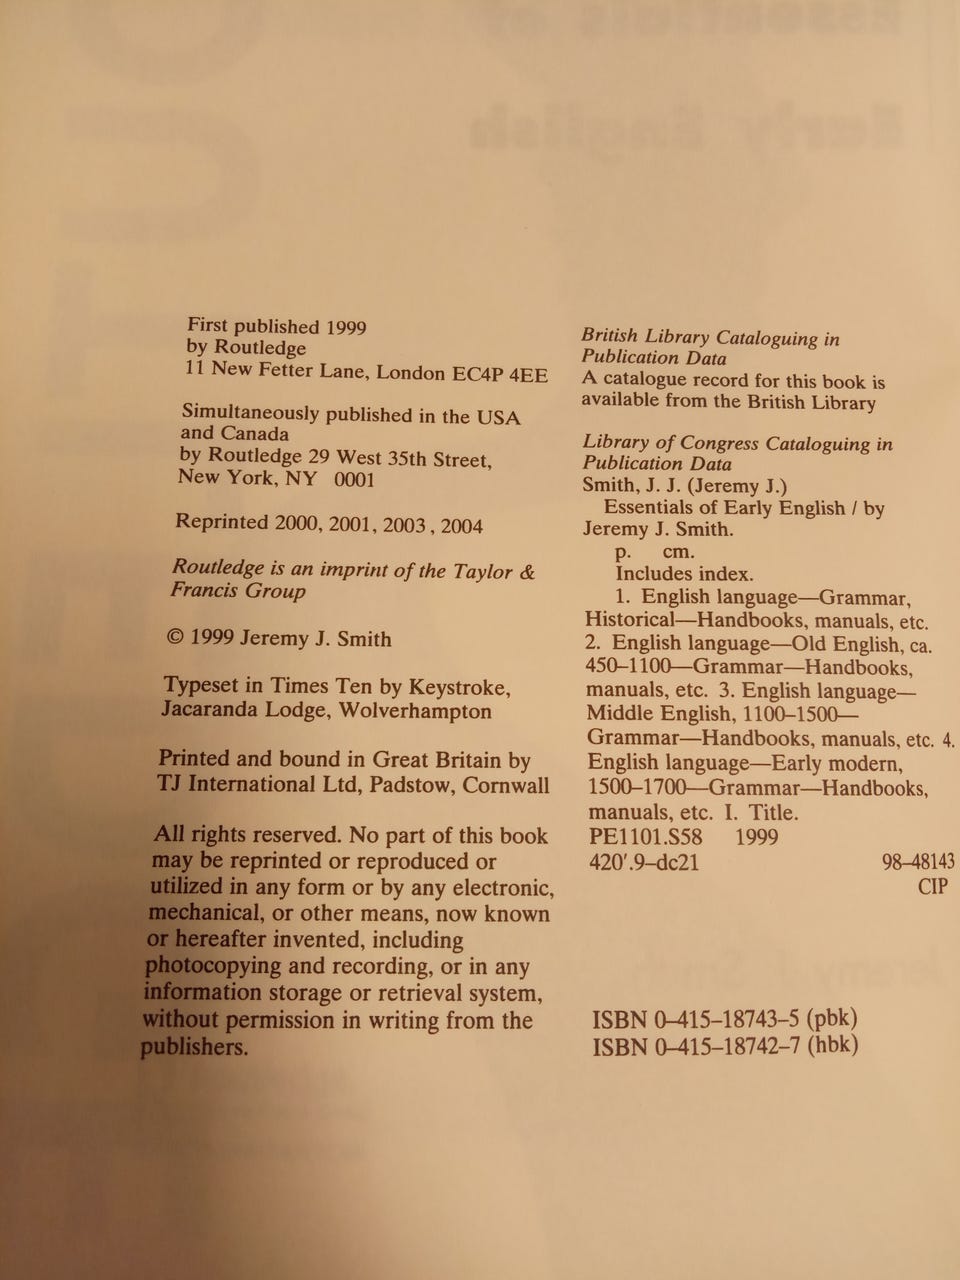 First published 1999
by Routledge
11 New Fetter Lane, London EC4P 4EE
Simultaneously published in the USA
and Canada
by Routledge 29 West 35th Street,
New York, NY 0001
Reprinted 2000, 2001, 2003, 2004
Routledge is an imprint of the Taylor &
Francis Group
© 1999 Jeremy J. Smith
Typeset in Times Ten by Keystroke,
Jacaranda Lodge, Wolverhampton
Printed and bound in Great Britain by
TJ International Ltd, Padstow, Cornwall
All rights reserved. No part of this book
may be reprinted or reproduced or
utilized in any form or by any electronic,
mechanical, or other means, now known
or hereafter invented, including
photocopying and recording, or in any
information storage or retrieval system,
without permission in writing from the
publishers.
British Library Cataloguing in
Publication Data
A catalogue record for this book is
available from the British Library
Library of Congress Cataloguing in
Publication Data
Smith, J. J. (Jeremy J.)
Essentials of Early English / by
Jeremy J. Smith.
p. cm.
Includes index.
1. English language—Grammar,
Historical—Handbooks, manuals, etc.
2. English language—Old English, ca.
450–1100—Grammar—Handbooks,
manuals, etc. 3. English language—
Middle English, 1100–1500—
Grammar—Handbooks, manuals, etc. 4.
English language—Early modern,
1500–1700—Grammar—Handbooks,
manuals, etc. I. Title.
PE1101.S58 1999
420′.9–dc21 98–48143
CIP
ISBN 0–415–18743–5 (pbk)
ISBN 0–415–18742–7 (hbk)